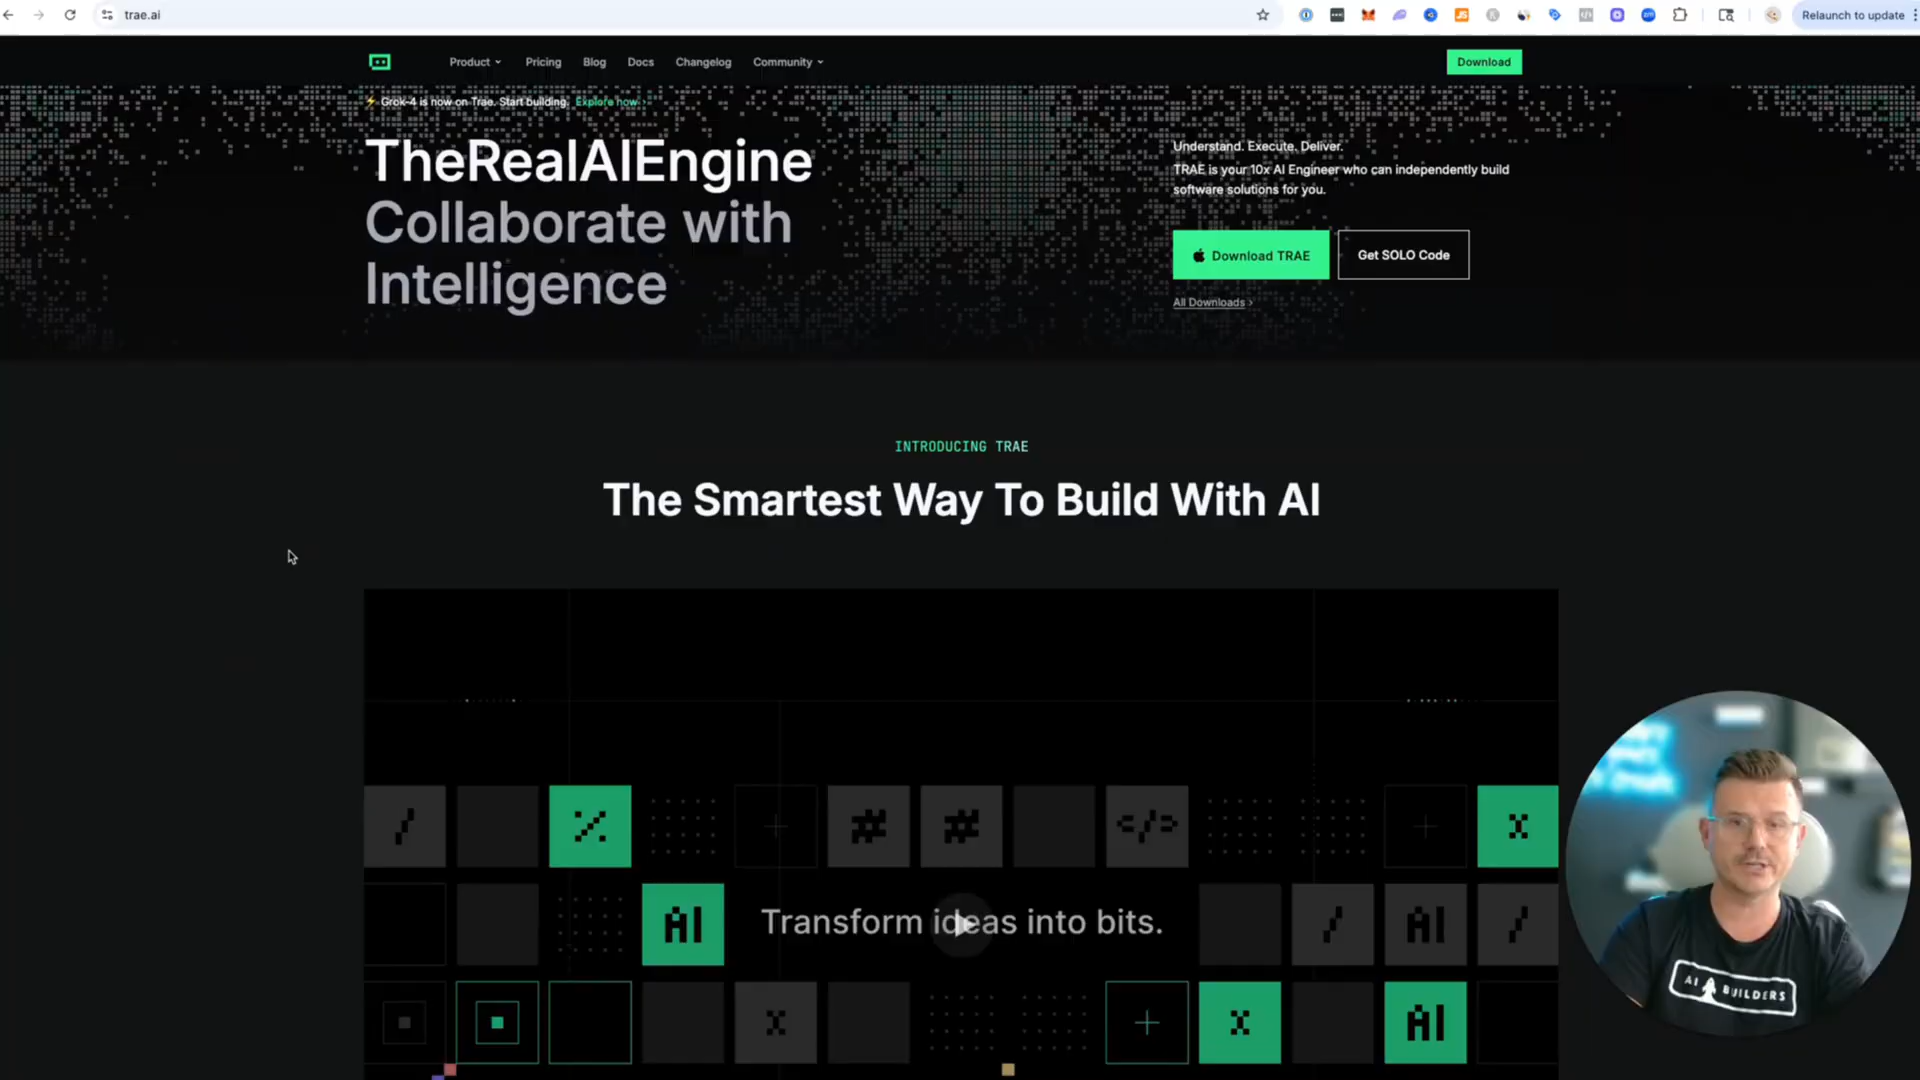 trae.ai
Relaunch to update
Product
Pricing
Blog
Docs
Changelog
Community
Download
⚡ Grok-4 is now on Trae. Start building. Explore now ›
TheRealAIEngine
Collaborate with
Intelligence
Understand. Execute. Deliver.
TRAE is your 10x AI Engineer who can independently build
software solutions for you.
Download TRAE
Get SOLO Code
All Downloads ›
INTRODUCING TRAE
The Smartest Way To Build With AI
/ % # # </> X
AI Transform ideas into bits. / AI /
X + X AI
AI BUILDERS